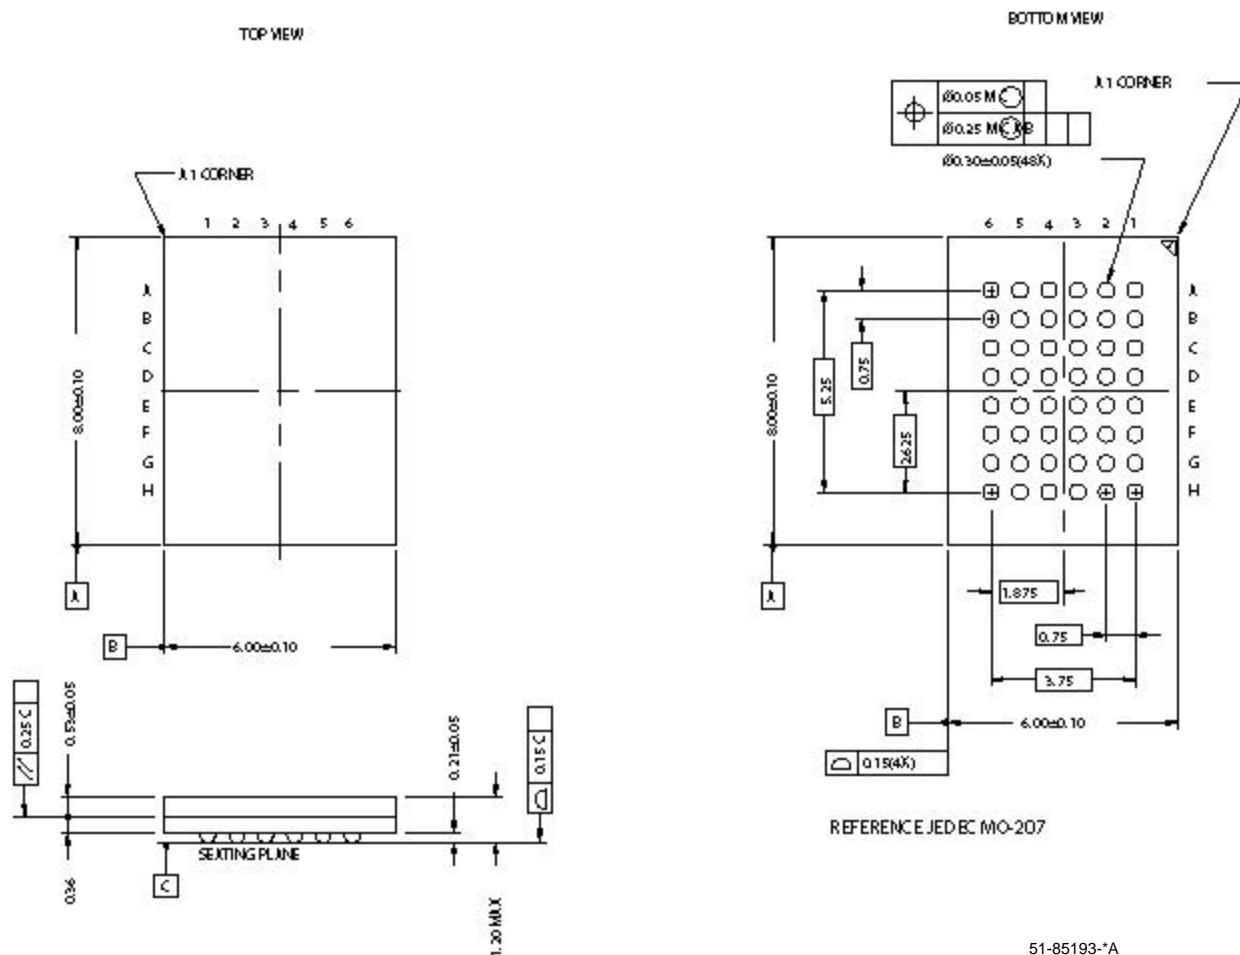 TOP VIEW
BOTTOM VIEW
A1 CORNER
Ø0.05 M C
Ø0.25 M C A B
Ø0.30±0.05(48X)
A1 CORNER
1 2 3 4 5 6
6 5 4 3 2 1
A
B
C
D
E
F
G
H
8.00±0.10
A
B
6.00±0.10
8.00±0.10
5.25
0.75
2.625
A
B
C
D
E
F
G
H
A
1.875
0.75
3.75
B
6.00±0.10
0.15(4X)
0.25 C
0.53±0.05
0.36
0.21±0.05
0.15 C
SEATING PLANE
C
1.20 MAX
REFERENCE JEDEC MO-207
51-85193-*A